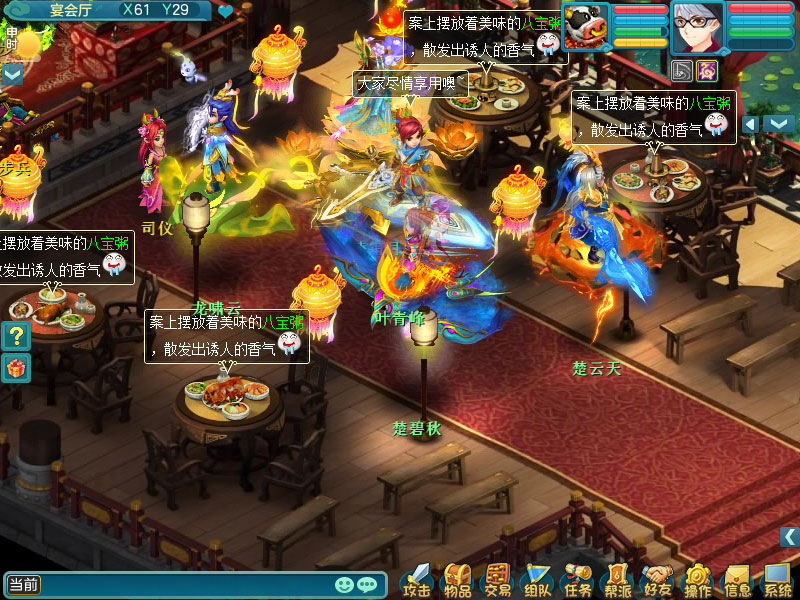 宴会厅 X61 Y29
申时
案上摆放着美味的八宝粥
，散发出诱人的香气
大家尽情享用噢~
案上摆放着美味的八宝粥
，散发出诱人的香气
步兵
司仪
上摆放着美味的八宝粥
散发出诱人的香气
龙啸云
叶青峰
案上摆放着美味的八宝粥
，散发出诱人的香气
楚云天
楚碧秋
当前
攻击 物品 交易 组队 任务 帮派 好友 操作 信息 系统